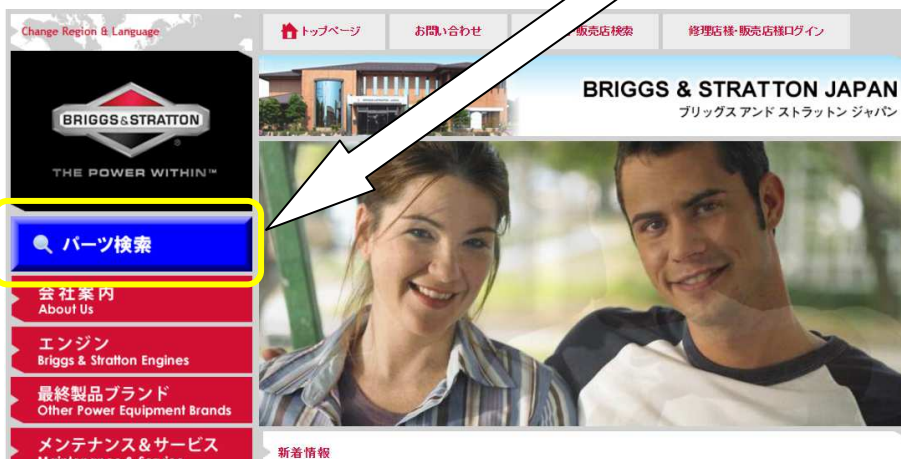 Change Region & Language
トップページ
お問い合わせ
販売店検索
修理店様・販売店様ログイン
BRIGGS & STRATTON
®
THE POWER WITHIN™
BRIGGS & STRATTON JAPAN
ブリッグス アンド ストラットン ジャパン
パーツ検索
会社案内
About Us
エンジン
Briggs & Stratton Engines
最終製品ブランド
Other Power Equipment Brands
メンテナンス&サービス
新着情報